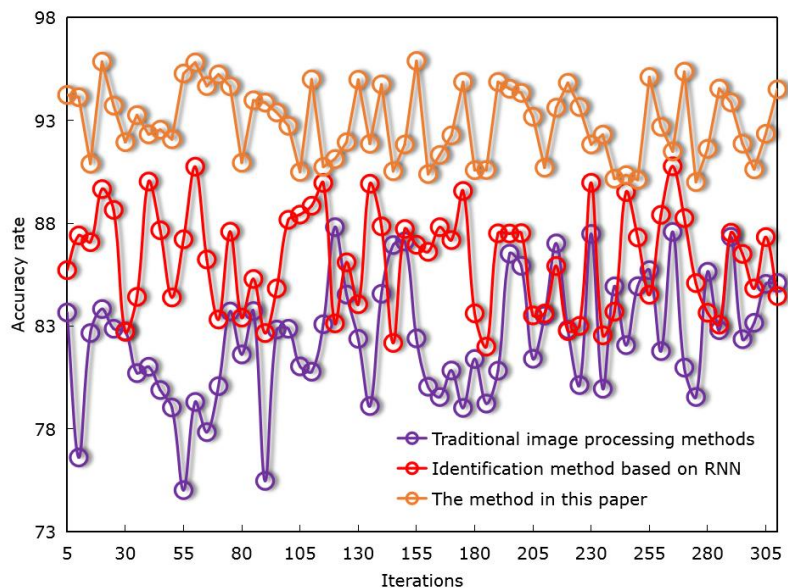 98
93
88
83
78
73
Accuracy rate
Traditional image processing methods
Identification method based on RNN
The method in this paper
5 30 55 80 105 130 155 180 205 230 255 280 305
Iterations